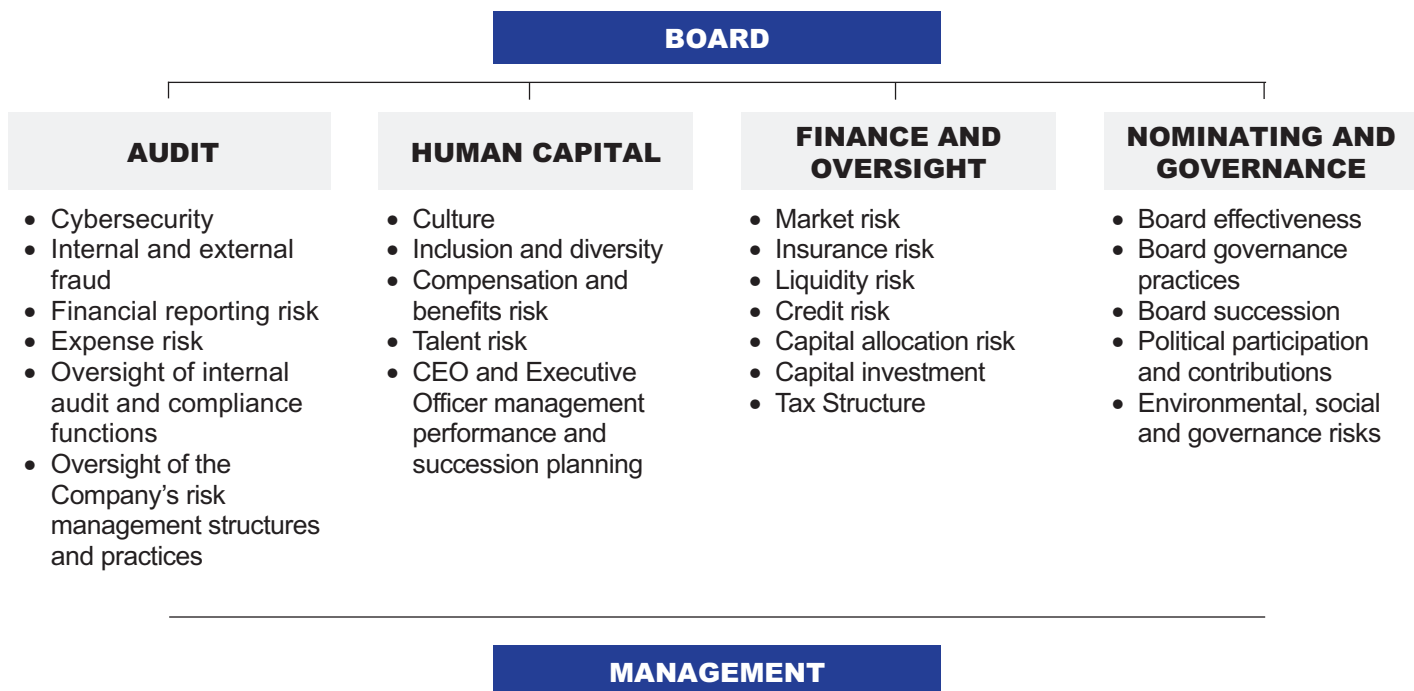 BOARD
AUDIT
• Cybersecurity
• Internal and external
fraud
• Financial reporting risk
• Expense risk
• Oversight of internal
audit and compliance
functions
• Oversight of the
Company’s risk
management structures
and practices
HUMAN CAPITAL
• Culture
• Inclusion and diversity
• Compensation and
benefits risk
• Talent risk
• CEO and Executive
Officer management
performance and
succession planning
FINANCE AND
OVERSIGHT
• Market risk
• Insurance risk
• Liquidity risk
• Credit risk
• Capital allocation risk
• Capital investment
• Tax Structure
NOMINATING AND
GOVERNANCE
• Board effectiveness
• Board governance
practices
• Board succession
• Political participation
and contributions
• Environmental, social
and governance risks
MANAGEMENT